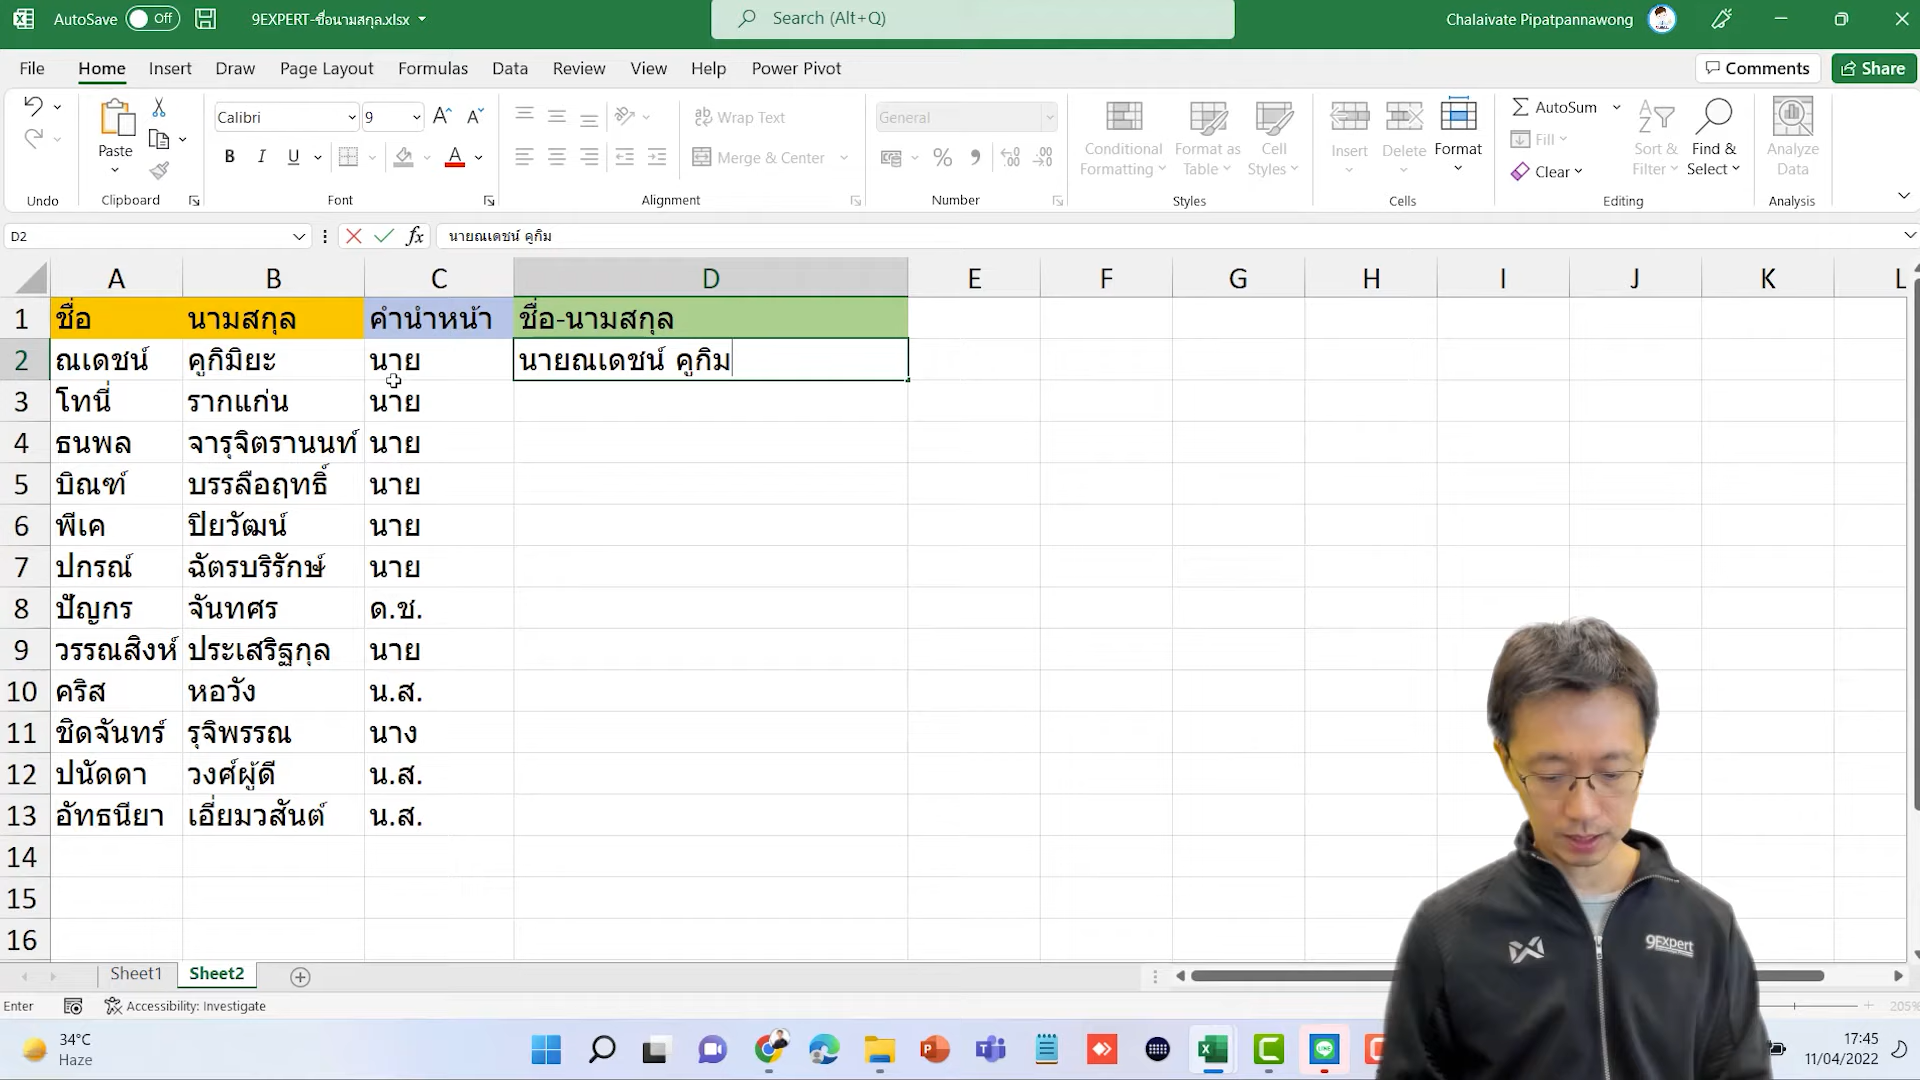 AutoSave Off 9EXPERT-ชื่อนามสกุล.xlsx Search (Alt+Q) Chalaivate Pipatpannawong
File Home Insert Draw Page Layout Formulas Data Review View Help Power Pivot Comments Share
Calibri 9 Wrap Text General AutoSum
Paste Merge & Center Conditional Formatting Format as Table Cell Styles Insert Delete Format Fill Clear Sort & Filter Find & Select Analyze Data
Undo Clipboard Font Alignment Number Styles Cells Editing Analysis
D2 fx นายณเดชน์ คูกิม
A B C D E F G H I J K L
1 ชื่อ นามสกุล คำนำหน้า ชื่อ-นามสกุล
2 ณเดชน์ คูกิมิยะ นาย นายณเดชน์ คูกิม
3 โทนี่ รากแก่น นาย
4 ธนพล จารุจิตรานนท์ นาย
5 บิณฑ์ บรรลือฤทธิ์ นาย
6 พีเค ปิยวัฒน์ นาย
7 ปกรณ์ ฉัตรบริรักษ์ นาย
8 ปัญกร จันทศร ด.ช.
9 วรรณสิงห์ ประเสริฐกุล นาย
10 คริส หอวัง น.ส.
11 ชิดจันทร์ รุจิพรรณ นาง
12 ปนัดดา วงศ์ผู้ดี น.ส.
13 อัทธนียา เอี่ยมวสันต์ น.ส.
14
15
16
Sheet1 Sheet2
Enter Accessibility: Investigate 205%
34°C
Haze
17:45
11/04/2022
9EXpert